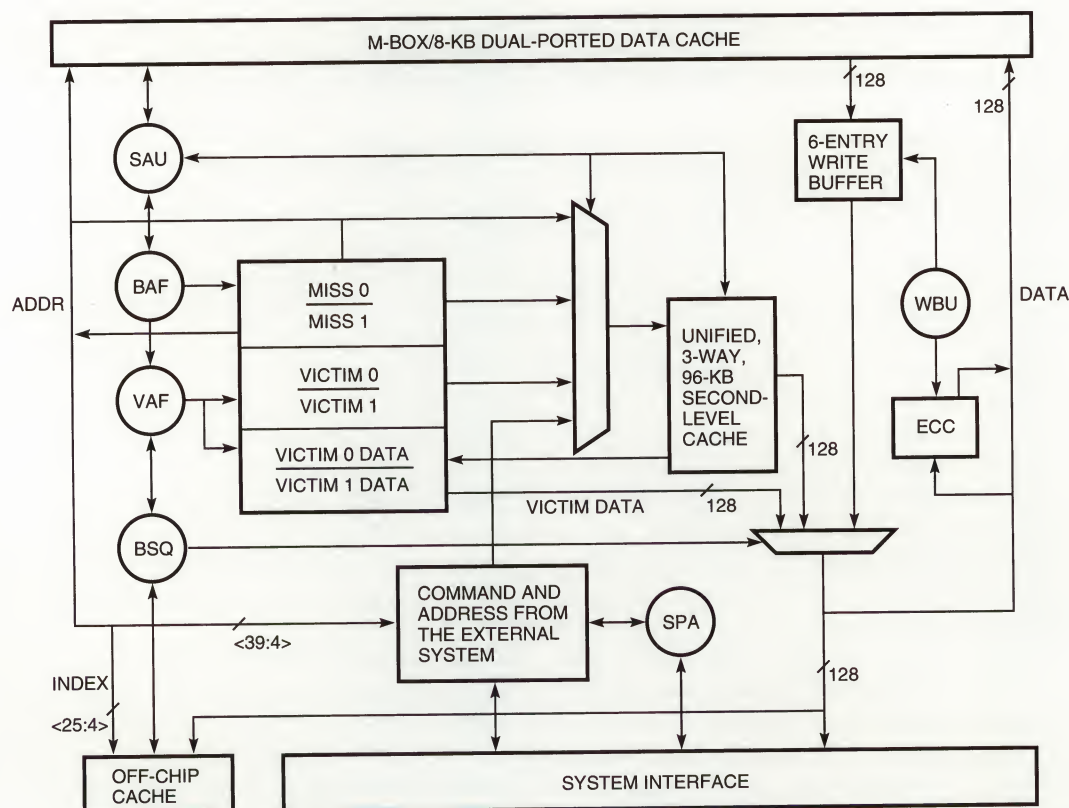 M-BOX/8-KB DUAL-PORTED DATA CACHE
128
128
SAU
6-ENTRY
WRITE
BUFFER
BAF
MISS 0
MISS 1
ADDR
WBU
DATA
UNIFIED,
3-WAY,
96-KB
SECOND-
LEVEL
CACHE
VAF
VICTIM 0
VICTIM 1
ECC
VICTIM 0 DATA
VICTIM 1 DATA
128
VICTIM DATA
128
BSQ
COMMAND AND
ADDRESS FROM
THE EXTERNAL
SYSTEM
SPA
<39:4>
INDEX
128
<25:4>
OFF-CHIP
CACHE
SYSTEM INTERFACE